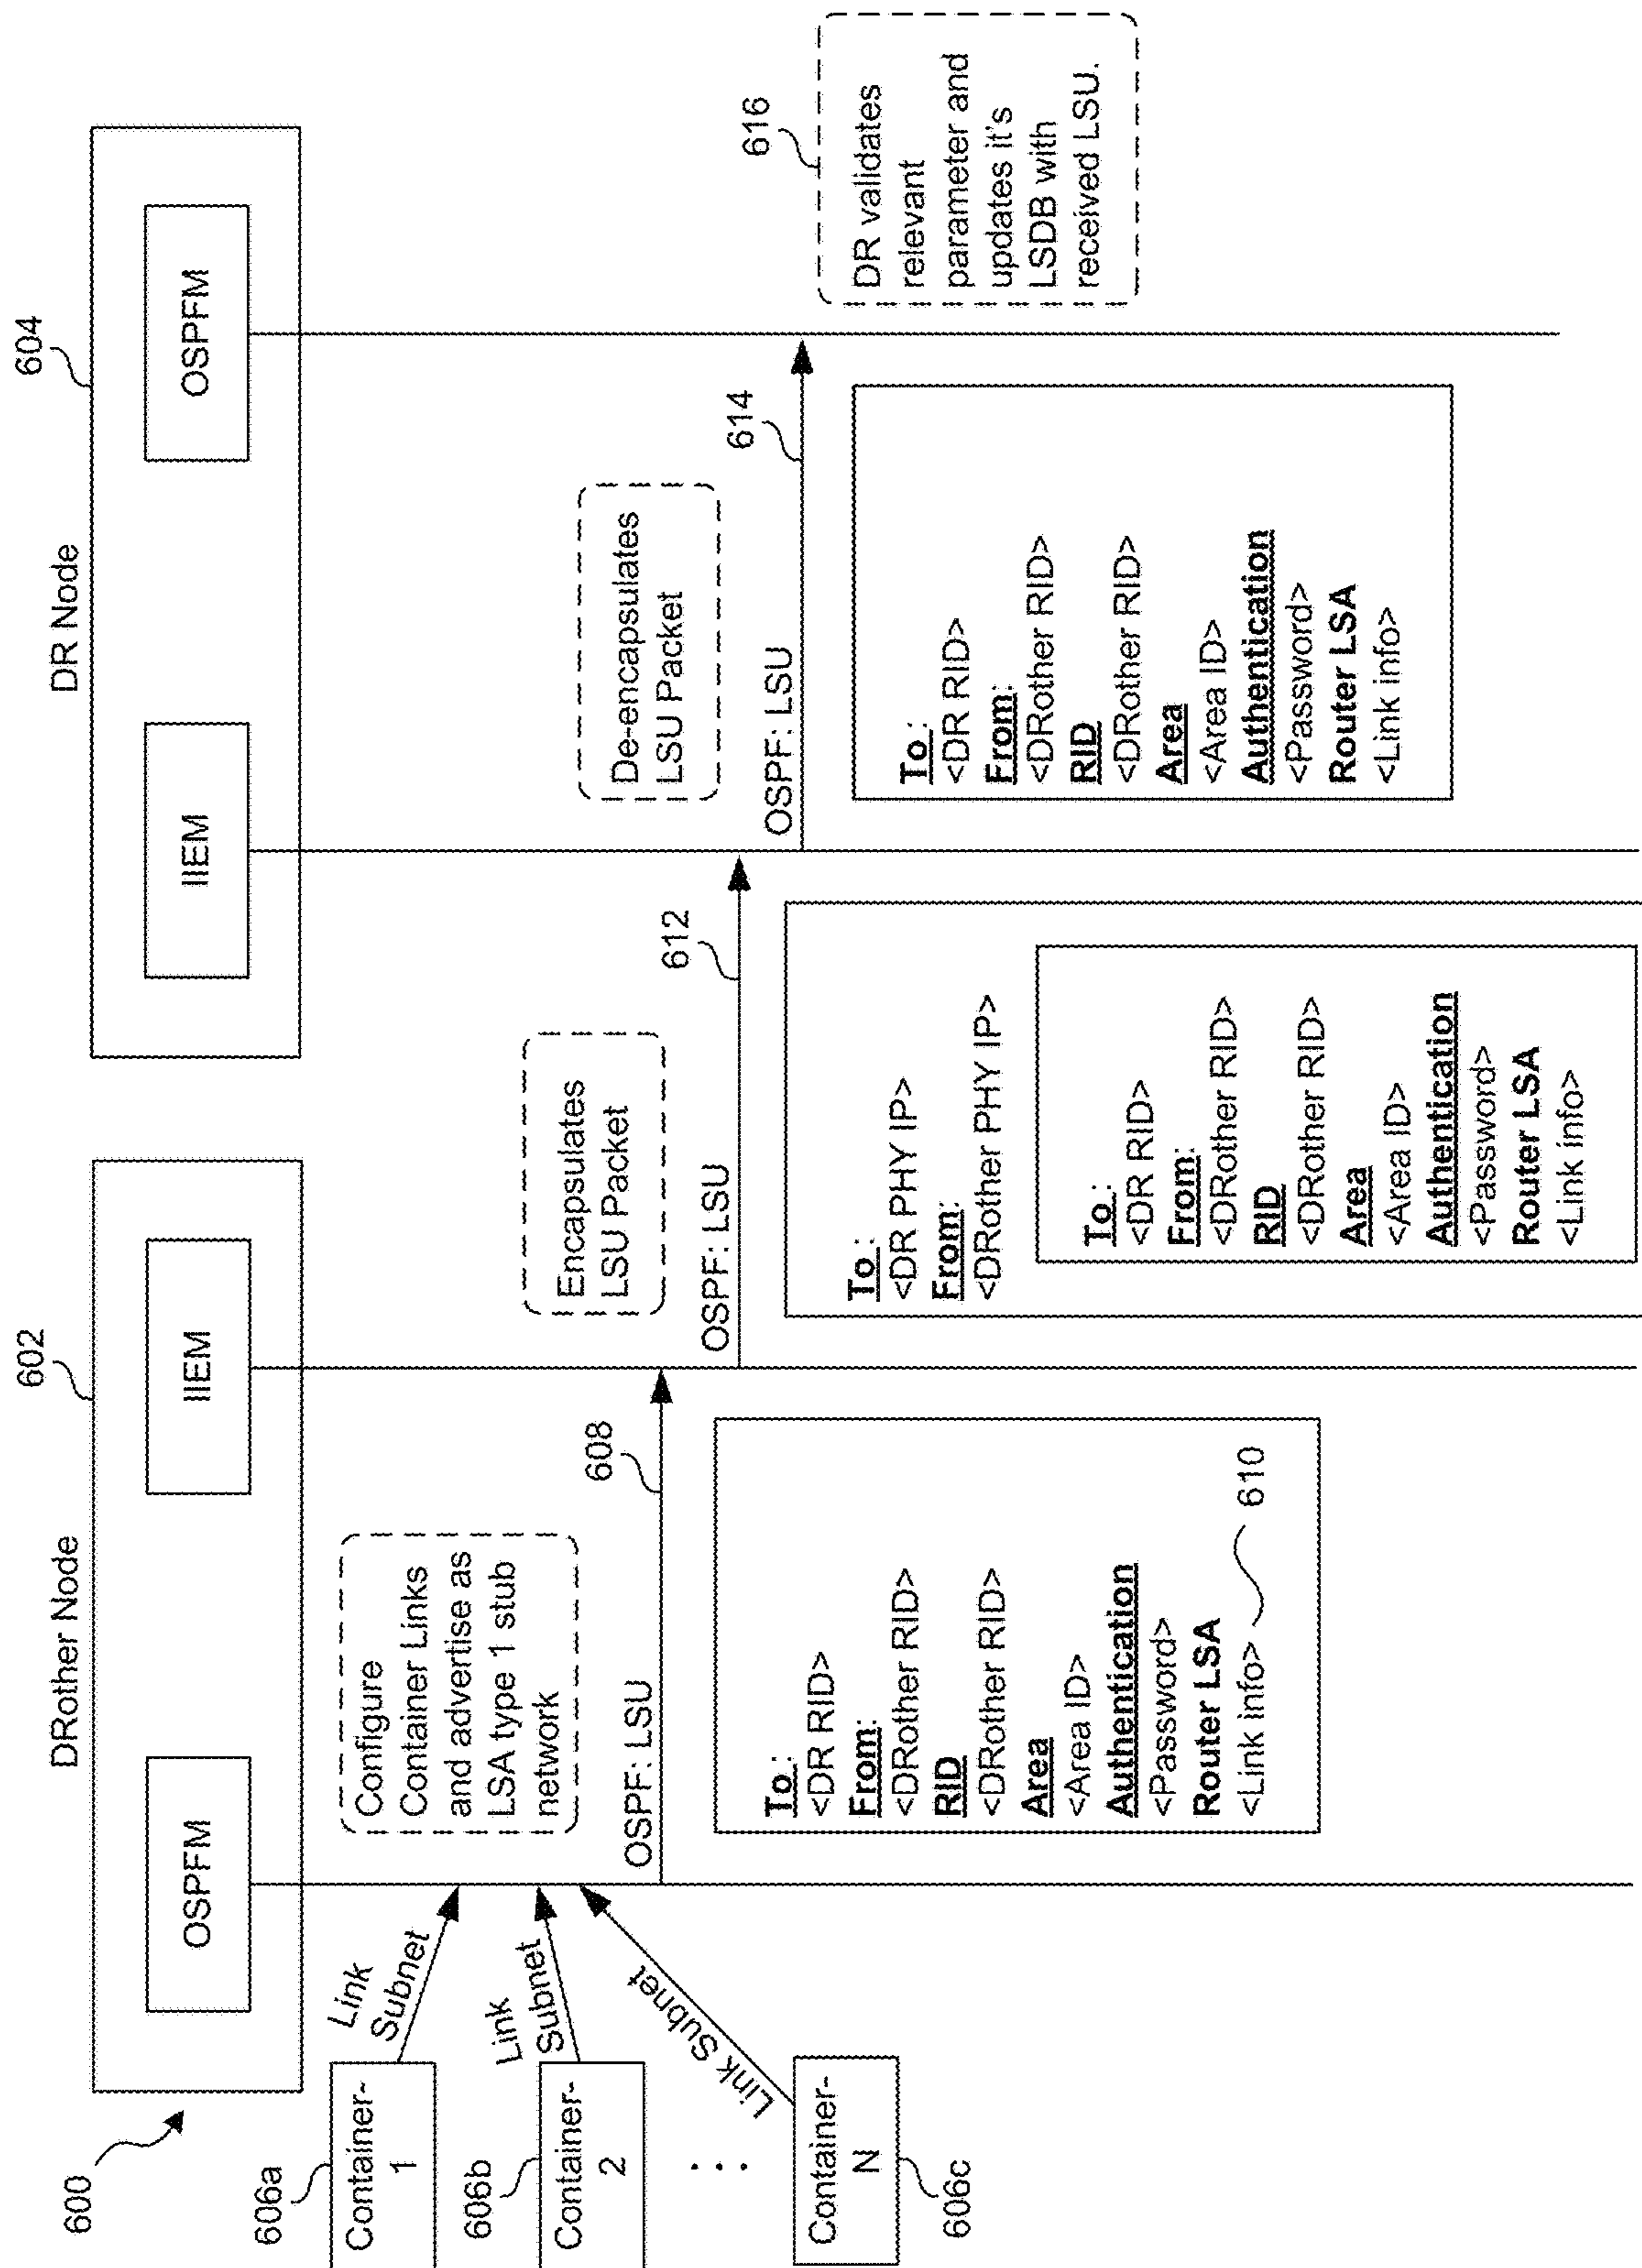 600
DRother Node
602
OSPFM
IIEM
DR Node
604
IIEM
OSPFM
606a
Container-
1
Link
Subnet
606b
Container-
2
Link
Subnet
606c
Container-
N
Link Subnet
Configure
Container Links
and advertise as
LSA type 1 stub
network
OSPF: LSU
608
To :
<DR RID>
From:
<DRother RID>
RID
<DRother RID>
Area
<Area ID>
Authentication
<Password>
Router LSA
<Link info>
610
Encapsulates
LSU Packet
OSPF: LSU
612
To :
<DR PHY IP>
From:
<DRother PHY IP>
To :
<DR RID>
From:
<DRother RID>
RID
<DRother RID>
Area
<Area ID>
Authentication
<Password>
Router LSA
<Link info>
De-encapsulates
LSU Packet
OSPF: LSU
614
To :
<DR RID>
From:
<DRother RID>
RID
<DRother RID>
Area
<Area ID>
Authentication
<Password>
Router LSA
<Link info>
616
DR validates
relevant
parameter and
updates it's
LSDB with
received LSU.